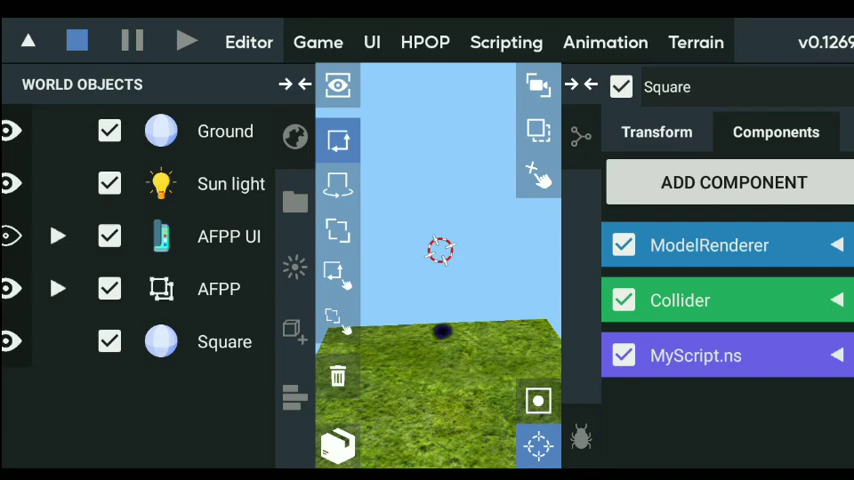 Editor Game UI HPOP Scripting Animation Terrain v0.1269
WORLD OBJECTS
Square
Ground
Transform Components
Sun light
ADD COMPONENT
AFPP UI
ModelRenderer
AFPP
Collider
Square
MyScript.ns